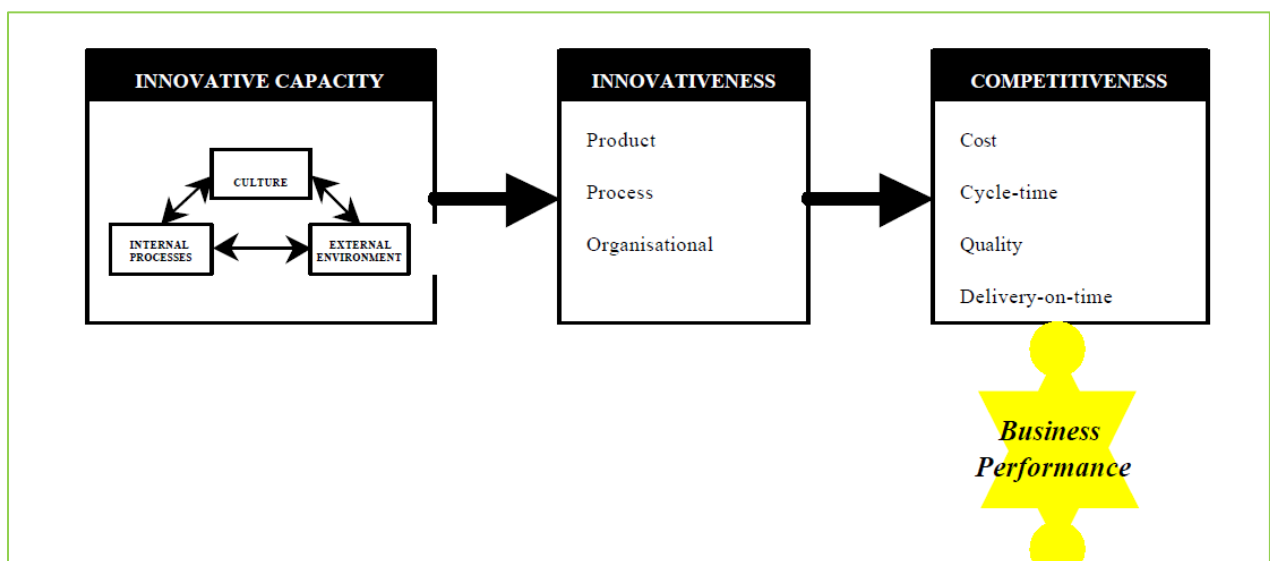 INNOVATIVE CAPACITY
CULTURE
INTERNAL
PROCESSES
EXTERNAL
ENVIRONMENT
INNOVATIVENESS
Product
Process
Organisational
COMPETITIVENESS
Cost
Cycle-time
Quality
Delivery-on-time
Business
Performance